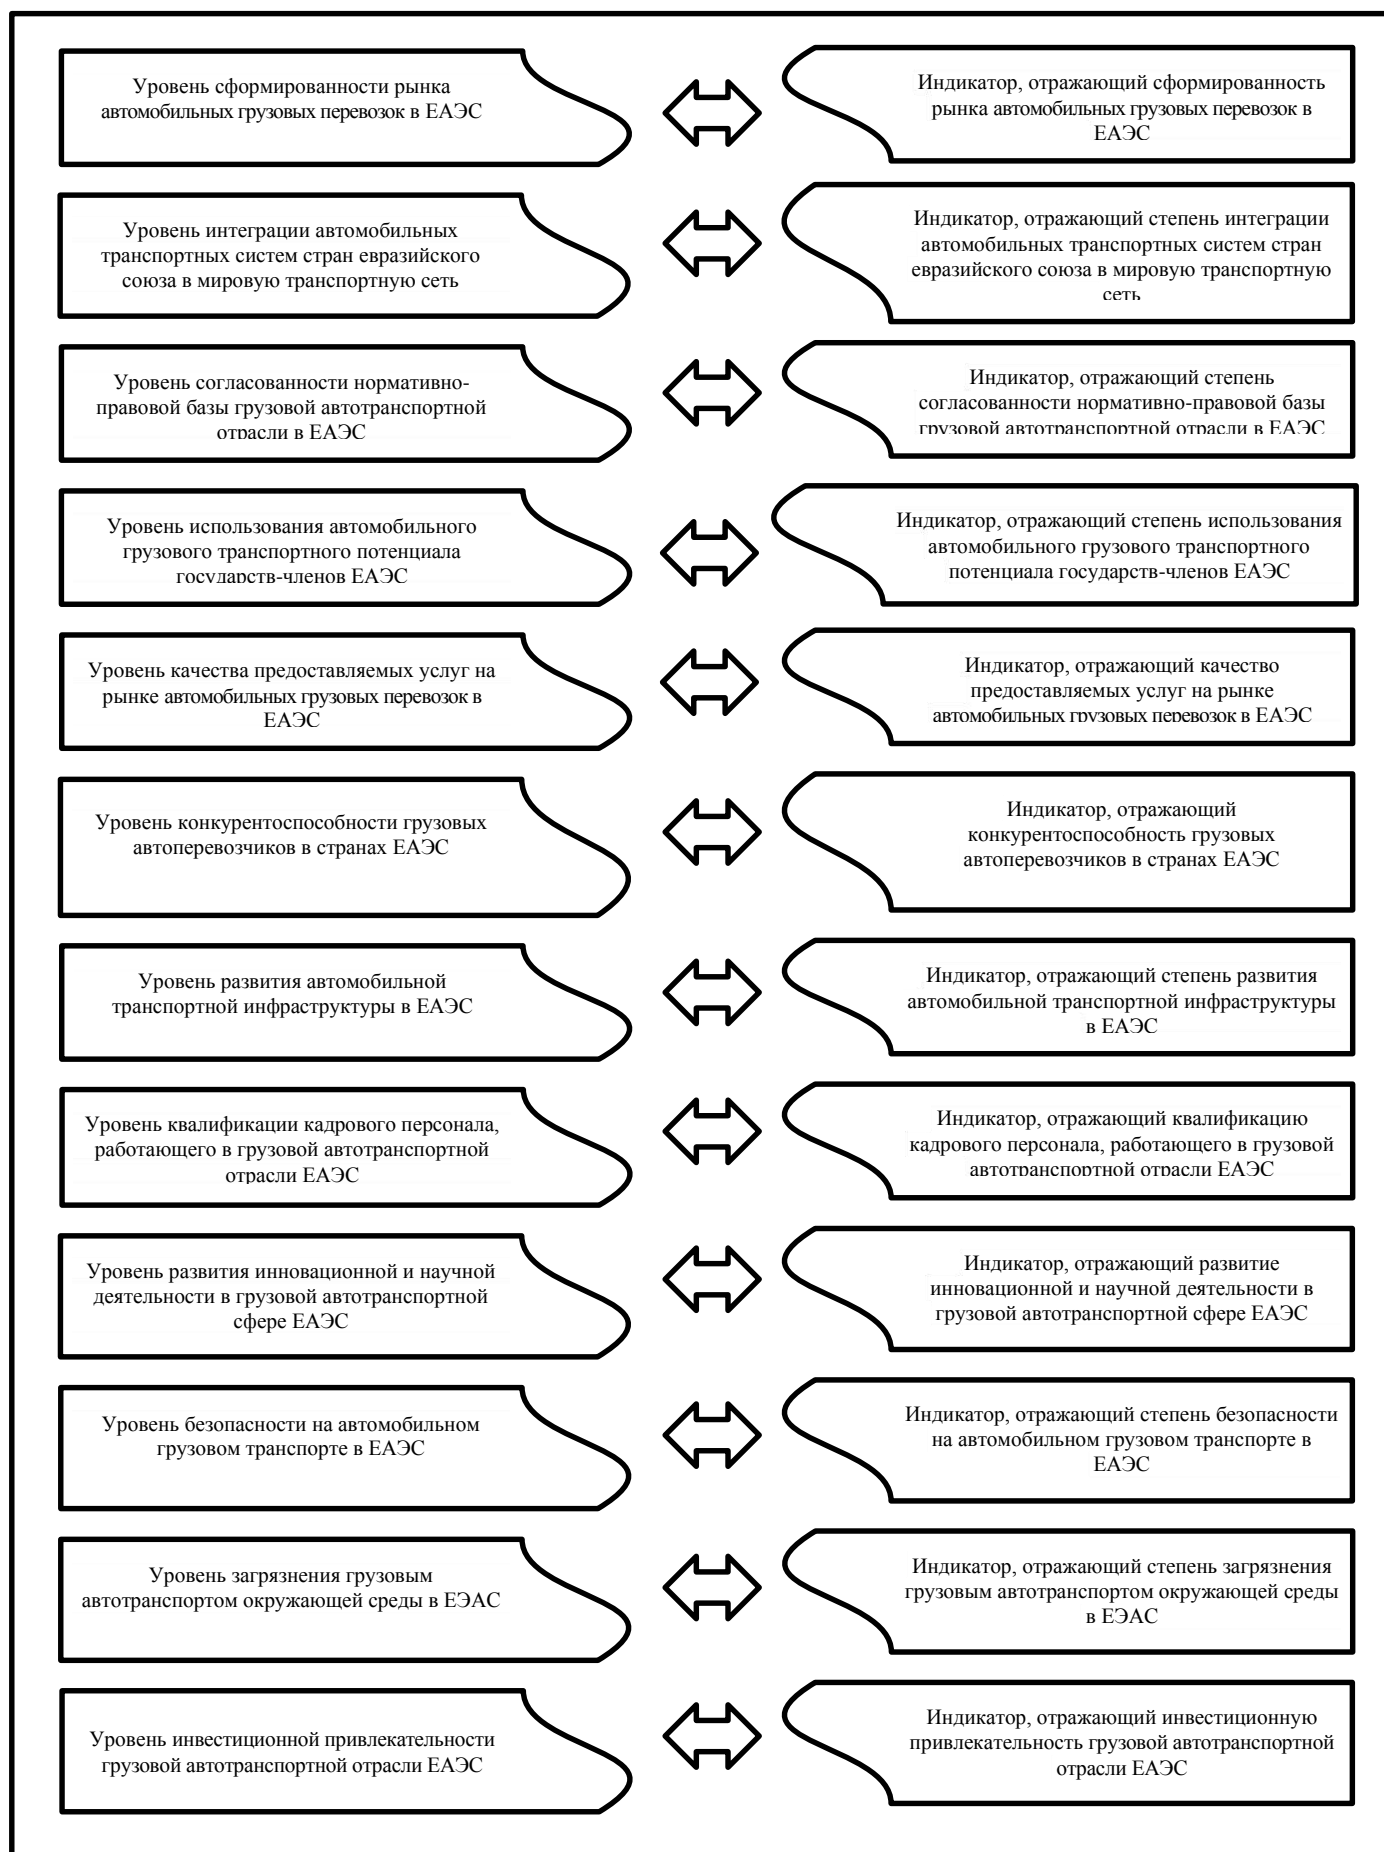 Уровень сформированности рынка
автомобильных грузовых перевозок в ЕАЭС
Индикатор, отражающий сформированность
рынка автомобильных грузовых перевозок в
ЕАЭС
Уровень интеграции автомобильных
транспортных систем стран евразийского
союза в мировую транспортную сеть
Индикатор, отражающий степень интеграции
автомобильных транспортных систем стран
евразийского союза в мировую транспортную
сеть
Уровень согласованности нормативно-
правовой базы грузовой автотранспортной
отрасли в ЕАЭС
Индикатор, отражающий степень
согласованности нормативно-правовой базы
грузовой автотранспортной отрасли в ЕАЭС
Уровень использования автомобильного
грузового транспортного потенциала
государств-членов ЕАЭС
Индикатор, отражающий степень использования
автомобильного грузового транспортного
потенциала государств-членов ЕАЭС
Уровень качества предоставляемых услуг на
рынке автомобильных грузовых перевозок в
ЕАЭС
Индикатор, отражающий качество
предоставляемых услуг на рынке
автомобильных грузовых перевозок в ЕАЭС
Уровень конкурентоспособности грузовых
автоперевозчиков в странах ЕАЭС
Индикатор, отражающий
конкурентоспособность грузовых
автоперевозчиков в странах ЕАЭС
Уровень развития автомобильной
транспортной инфраструктуры в ЕАЭС
Индикатор, отражающий степень развития
автомобильной транспортной инфраструктуры
в ЕАЭС
Уровень квалификации кадрового персонала,
работающего в грузовой автотранспортной
отрасли ЕАЭС
Индикатор, отражающий квалификацию
кадрового персонала, работающего в грузовой
автотранспортной отрасли ЕАЭС
Уровень развития инновационной и научной
деятельности в грузовой автотранспортной
сфере ЕАЭС
Индикатор, отражающий развитие
инновационной и научной деятельности в
грузовой автотранспортной сфере ЕАЭС
Уровень безопасности на автомобильном
грузовом транспорте в ЕАЭС
Индикатор, отражающий степень безопасности
на автомобильном грузовом транспорте в
ЕАЭС
Уровень загрязнения грузовым
автотранспортом окружающей среды в ЕЭАС
Индикатор, отражающий степень загрязнения
грузовым автотранспортом окружающей среды
в ЕЭАС
Уровень инвестиционной привлекательности
грузовой автотранспортной отрасли ЕАЭС
Индикатор, отражающий инвестиционную
привлекательность грузовой автотранспортной
отрасли ЕАЭС